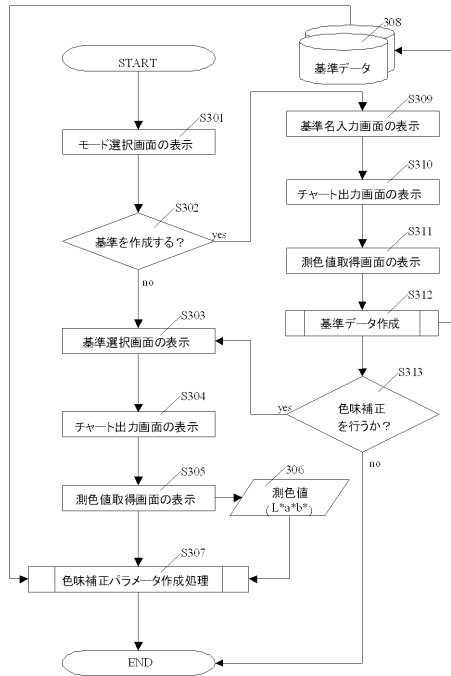 START
S301
モード選択画面の表示
S302
基準を作成する？
yes
no
S303
基準選択画面の表示
S304
チャート出力画面の表示
S305
測色値取得画面の表示
306
測色値
(L*a*b*)
S307
色味補正パラメータ作成処理
END
308
基準データ
S309
基準名入力画面の表示
S310
チャート出力画面の表示
S311
測色値取得画面の表示
S312
基準データ作成
S313
色味補正
を行うか？
yes
no